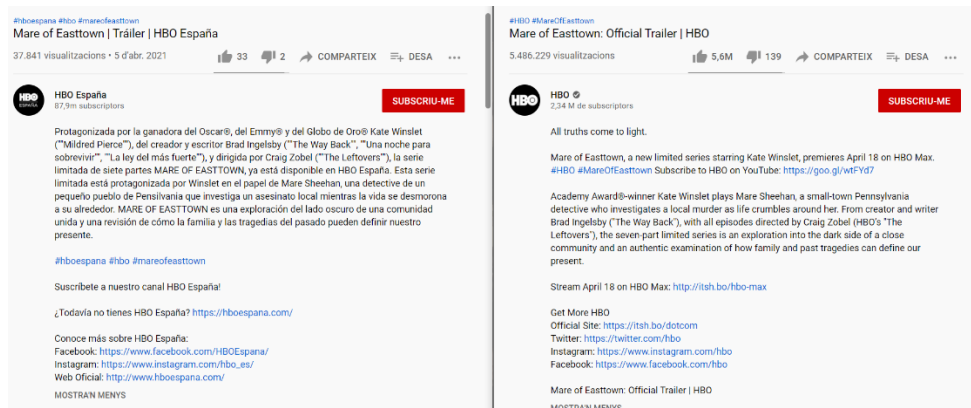 #hboespana #hbo #mareofeasttown
Mare of Easttown | Tráiler | HBO España
37.841 visualitzacions • 5 d'abr. 2021
33
2
COMPARTEIX
DESA
HBO
ESPAÑA
HBO España
87,9m subscriptors
SUBSCRIU-ME
Protagonizada por la ganadora del Oscar®, del Emmy® y del Globo de Oro® Kate Winslet
(""Mildred Pierce""), del creador y escritor Brad Ingelsby (""The Way Back"", ""Una noche para
sobrevivir"", "La ley del más fuerte""), y dirigida por Craig Zobel (""The Leftovers""), la serie
limitada de siete partes MARE OF EASTTOWN, ya está disponible en HBO España. Esta serie
limitada está protagonizada por Winslet en el papel de Mare Sheehan, una detective de un
pequeño pueblo de Pensilvania que investiga un asesinato local mientras la vida se desmorona
a su alrededor. MARE OF EASTTOWN es una exploración del lado oscuro de una comunidad
unida y una revisión de cómo la familia y las tragedias del pasado pueden definir nuestro
presente.
#hboespana #hbo #mareofeasttown
Suscríbete a nuestro canal HBO España!
¿Todavía no tienes HBO España? https://hboespana.com/
Conoce más sobre HBO España:
Facebook: https://www.facebook.com/HBOEspana/
Instagram: https://www.instagram.com/hbo_es/
Web Oficial: http://www.hboespana.com/
MOSTRA'N MENYS
#HBO #MareOfEasttown
Mare of Easttown: Official Trailer | HBO
5.486.229 visualitzacions
5,6M
139
COMPARTEIX
DESA
HBO
HBO
2,34 M de subscriptors
SUBSCRIU-ME
All truths come to light.
Mare of Easttown, a new limited series starring Kate Winslet, premieres April 18 on HBO Max.
#HBO #MareOfEasttown Subscribe to HBO on YouTube: https://goo.gl/wtFYd7
Academy Award®-winner Kate Winslet plays Mare Sheehan, a small-town Pennsylvania
detective who investigates a local murder as life crumbles around her. From creator and writer
Brad Ingelsby ("The Way Back"), with all episodes directed by Craig Zobel (HBO's "The
Leftovers"), the seven-part limited series is an exploration into the dark side of a close
community and an authentic examination of how family and past tragedies can define our
present.
Stream April 18 on HBO Max: http://itsh.bo/hbo-max
Get More HBO
Official Site: https://itsh.bo/dotcom
Twitter: https://twitter.com/hbo
Instagram: https://www.instagram.com/hbo
Facebook: https://www.facebook.com/hbo
Mare of Easttown: Official Trailer | HBO
MOSTRA'N MENYS